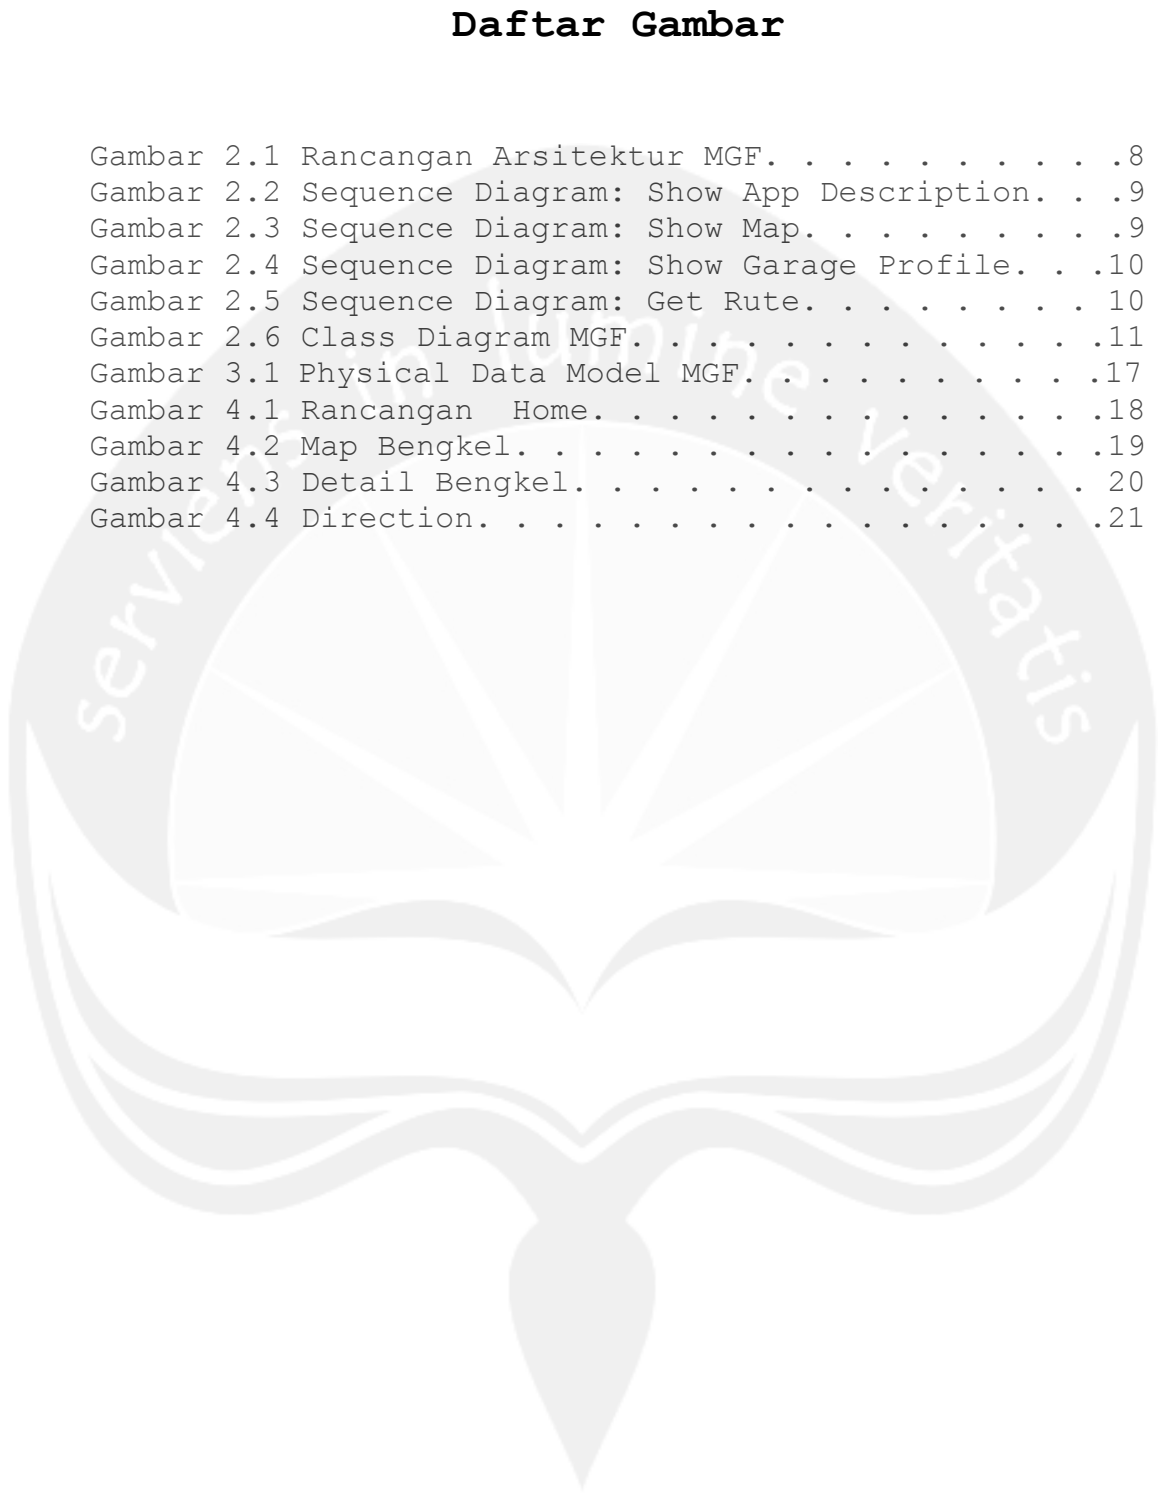 Daftar Gambar
Gambar 2.1 Rancangan Arsitektur MGF. . . . . . . . . .8
Gambar 2.2 Sequence Diagram: Show App Description. . .9
Gambar 2.3 Sequence Diagram: Show Map. . . . . . . . .9
Gambar 2.4 Sequence Diagram: Show Garage Profile. . .10
Gambar 2.5 Sequence Diagram: Get Rute. . . . . . . . 10
Gambar 2.6 Class Diagram MGF. . . . . . . . . . . . .11
Gambar 3.1 Physical Data Model MGF. . . . . . . . . .17
Gambar 4.1 Rancangan  Home. . . . . . . . . . . . . .18
Gambar 4.2 Map Bengkel. . . . . . . . . . . . . . . .19
Gambar 4.3 Detail Bengkel. . . . . . . . . . . . . . 20
Gambar 4.4 Direction. . . . . . . . . . . . . . . . .21
serviens in lumine veritatis